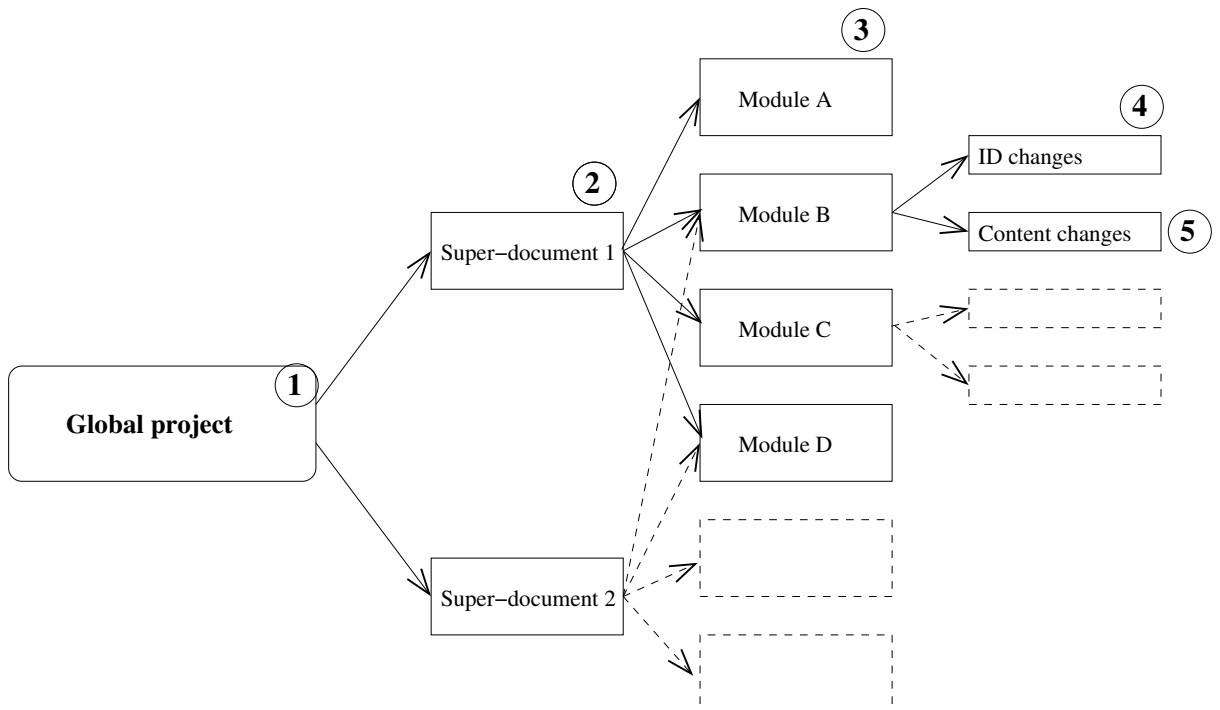 3
Module A
4
ID changes
2
Module B
Super−document 1
Content changes
5
Module C
1
Global project
Module D
Super−document 2